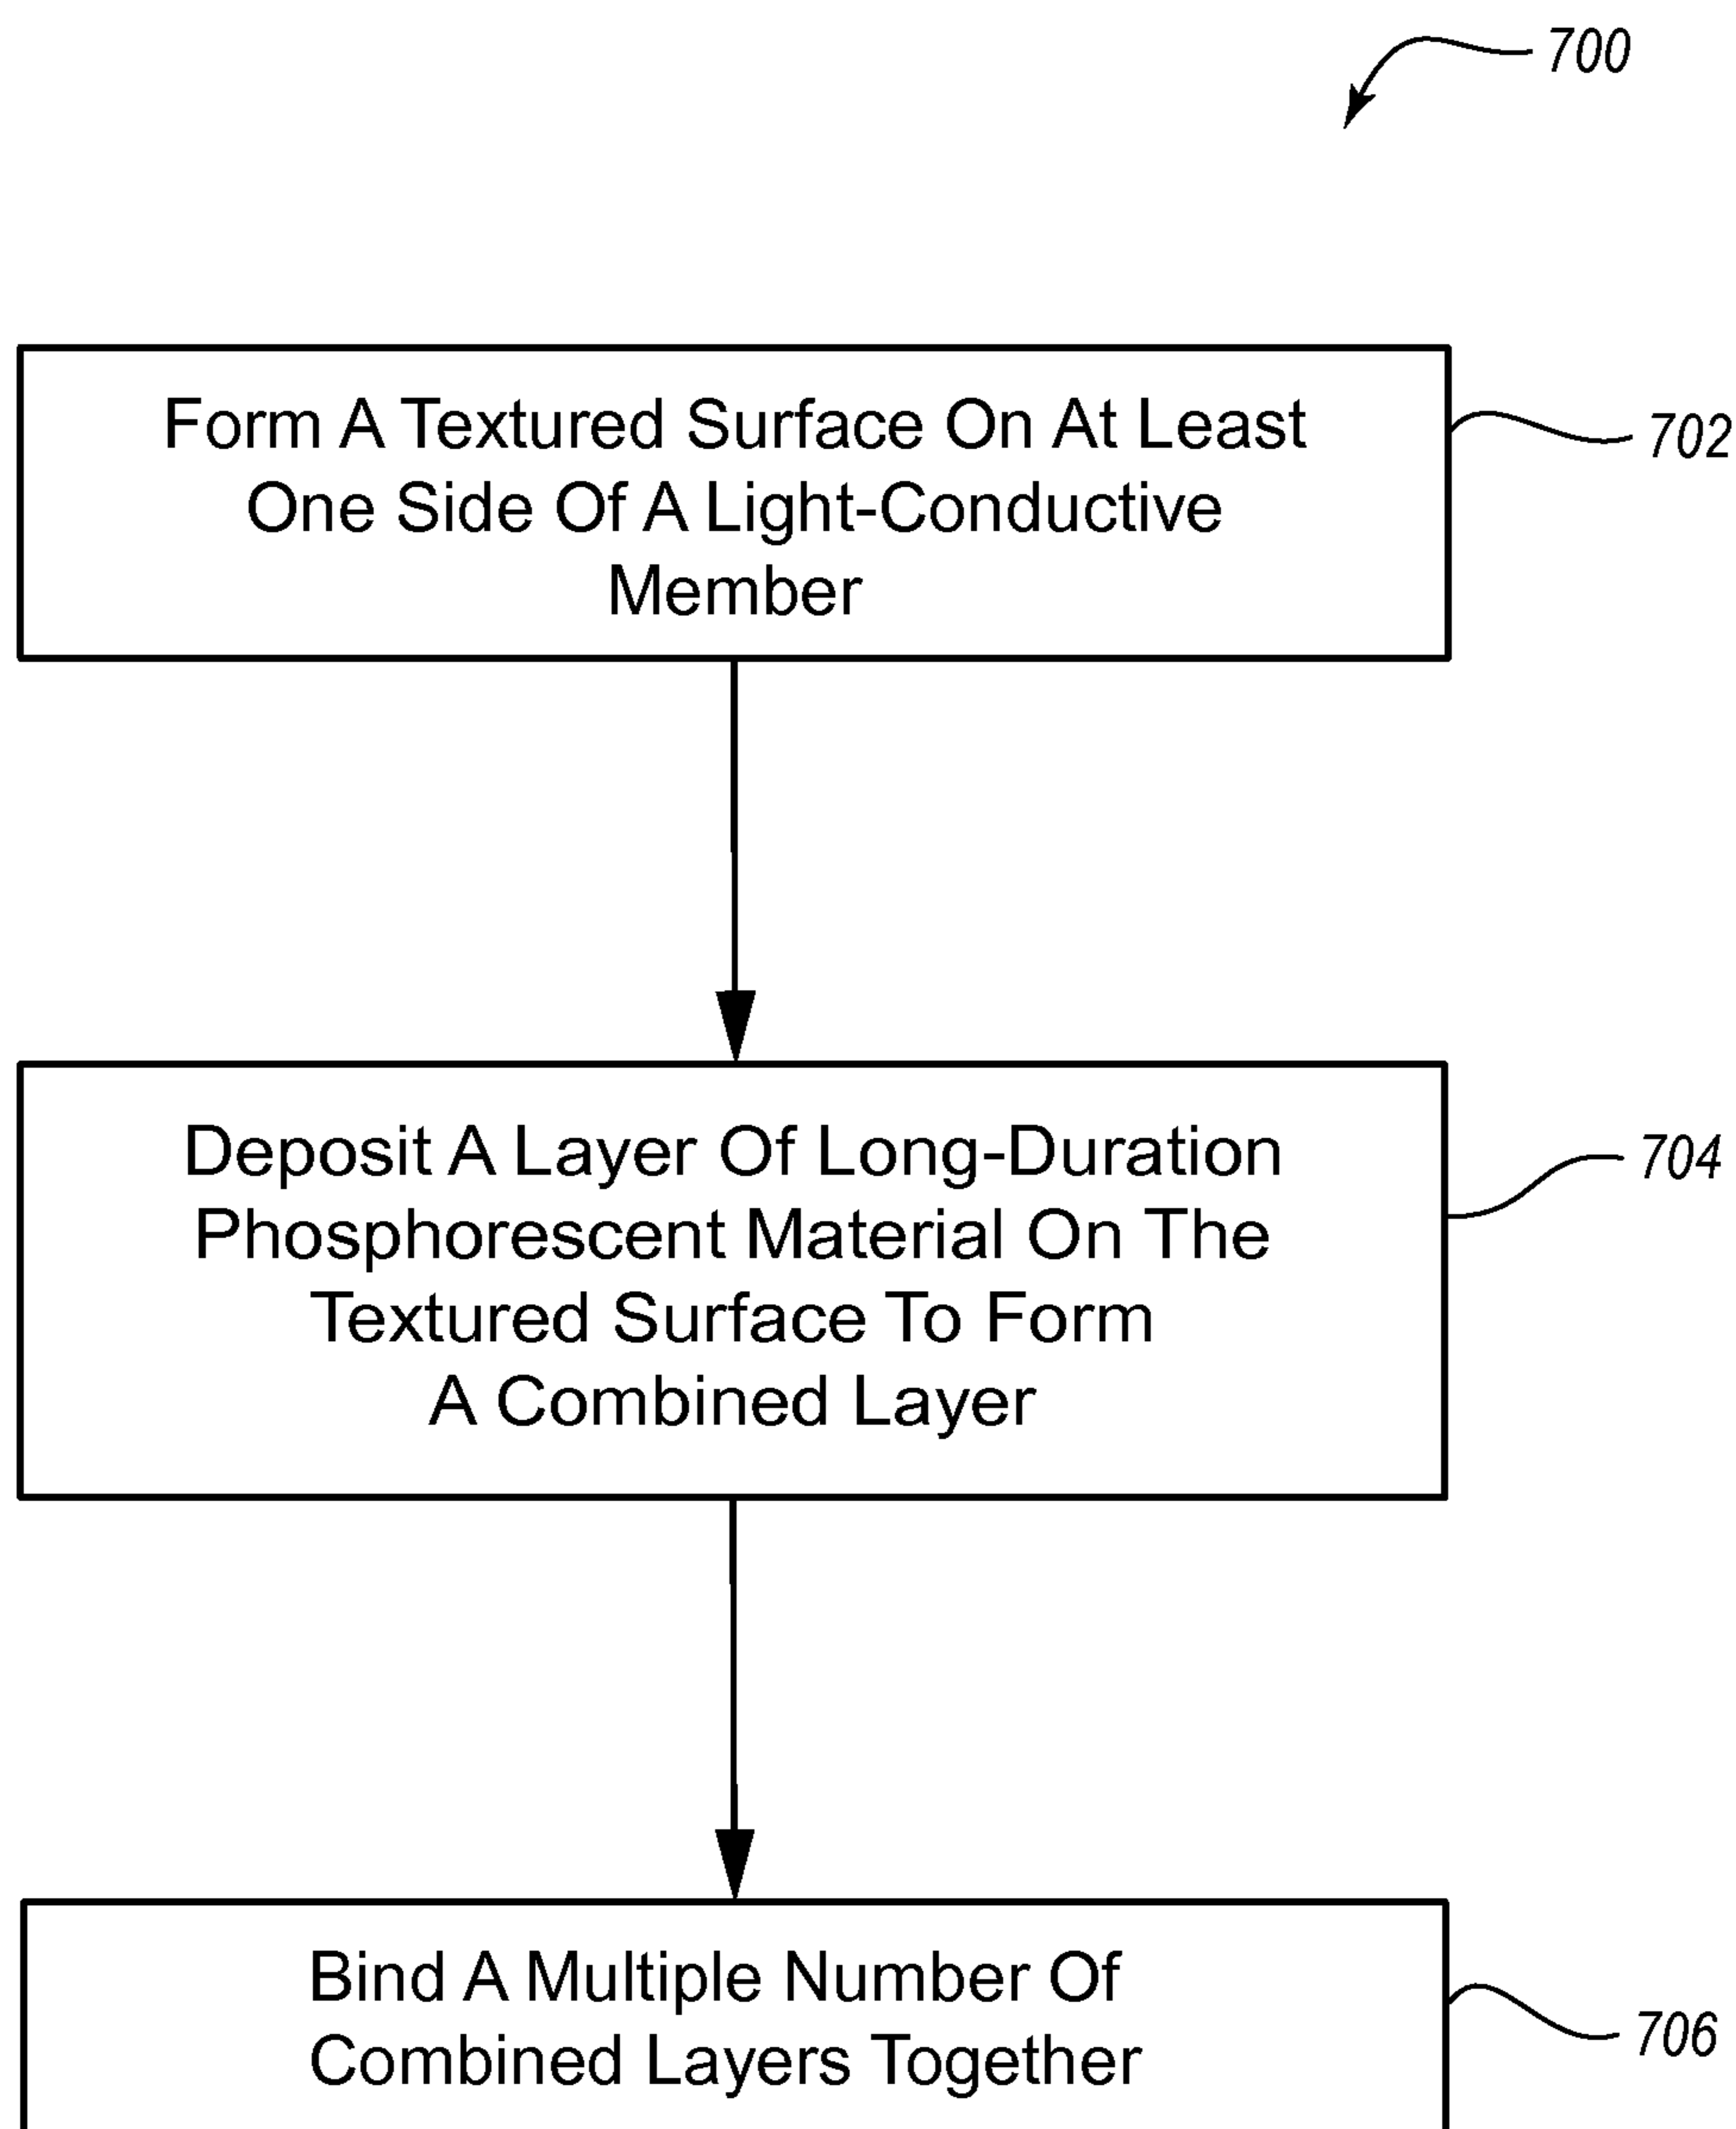 700
Form A Textured Surface On At Least
One Side Of A Light-Conductive
Member
702
Deposit A Layer Of Long-Duration
Phosphorescent Material On The
Textured Surface To Form
A Combined Layer
704
Bind A Multiple Number Of
Combined Layers Together
706